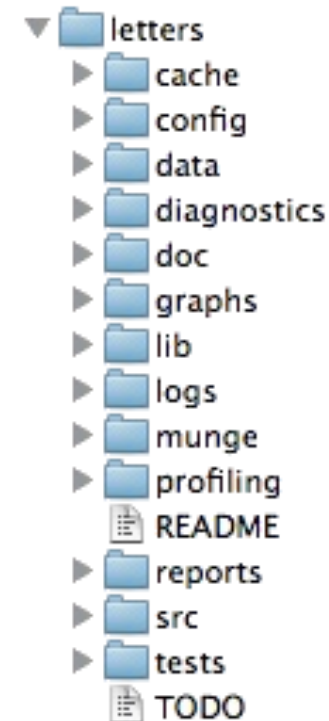 letters
cache
config
data
diagnostics
doc
graphs
lib
logs
munge
profiling
README
reports
src
tests
TODO